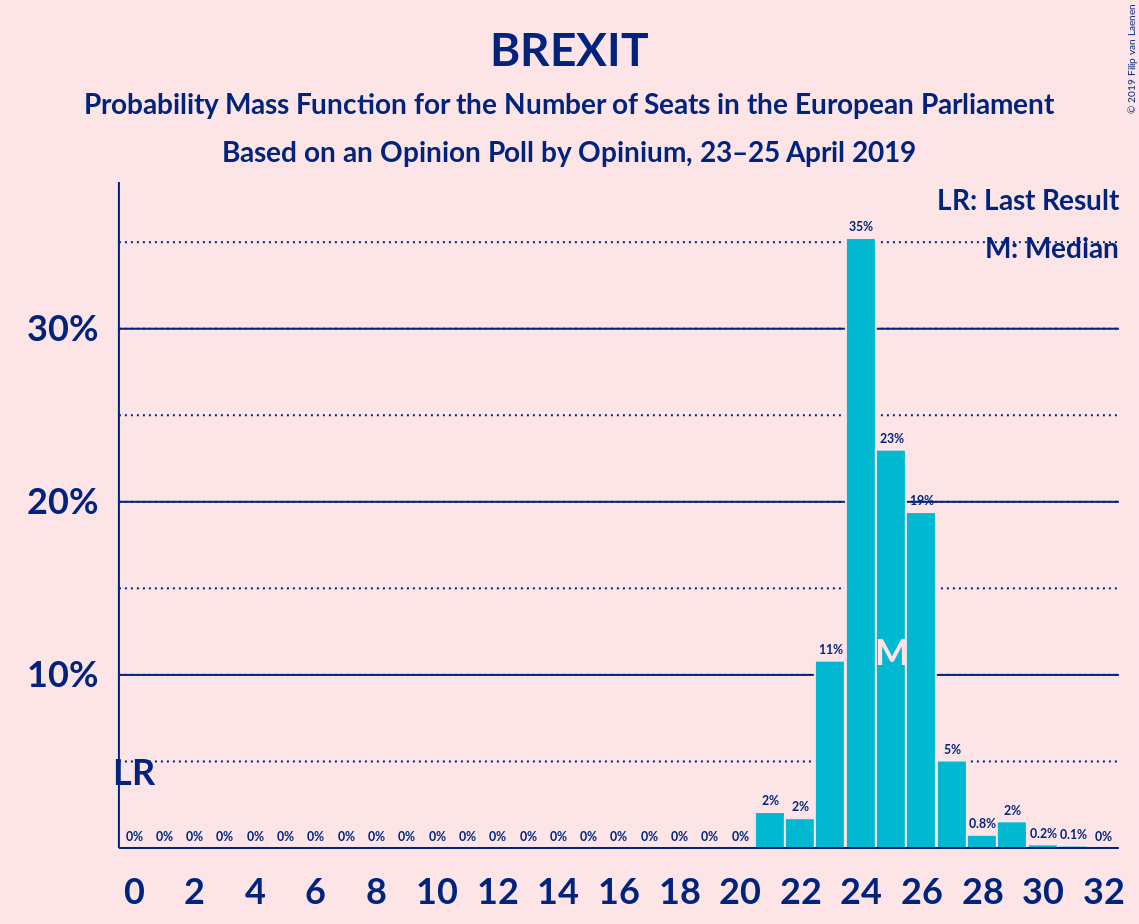 BREXIT
Probability Mass Function for the Number of Seats in the European Parliament
Based on an Opinion Poll by Opinium, 23–25 April 2019
© 2019 Filip van Laenen
LR: Last Result
M: Median
35%
30%
23%
20%
19%
11%
M
10%
5%
LR
2%
2%
2%
0% 0% 0% 0% 0% 0% 0% 0% 0% 0% 0% 0% 0% 0% 0% 0% 0% 0% 0% 0% 0% 0.8% 0.2% 0.1% 0%
0 2 4 6 8 10 12 14 16 18 20 22 24 26 28 30 32